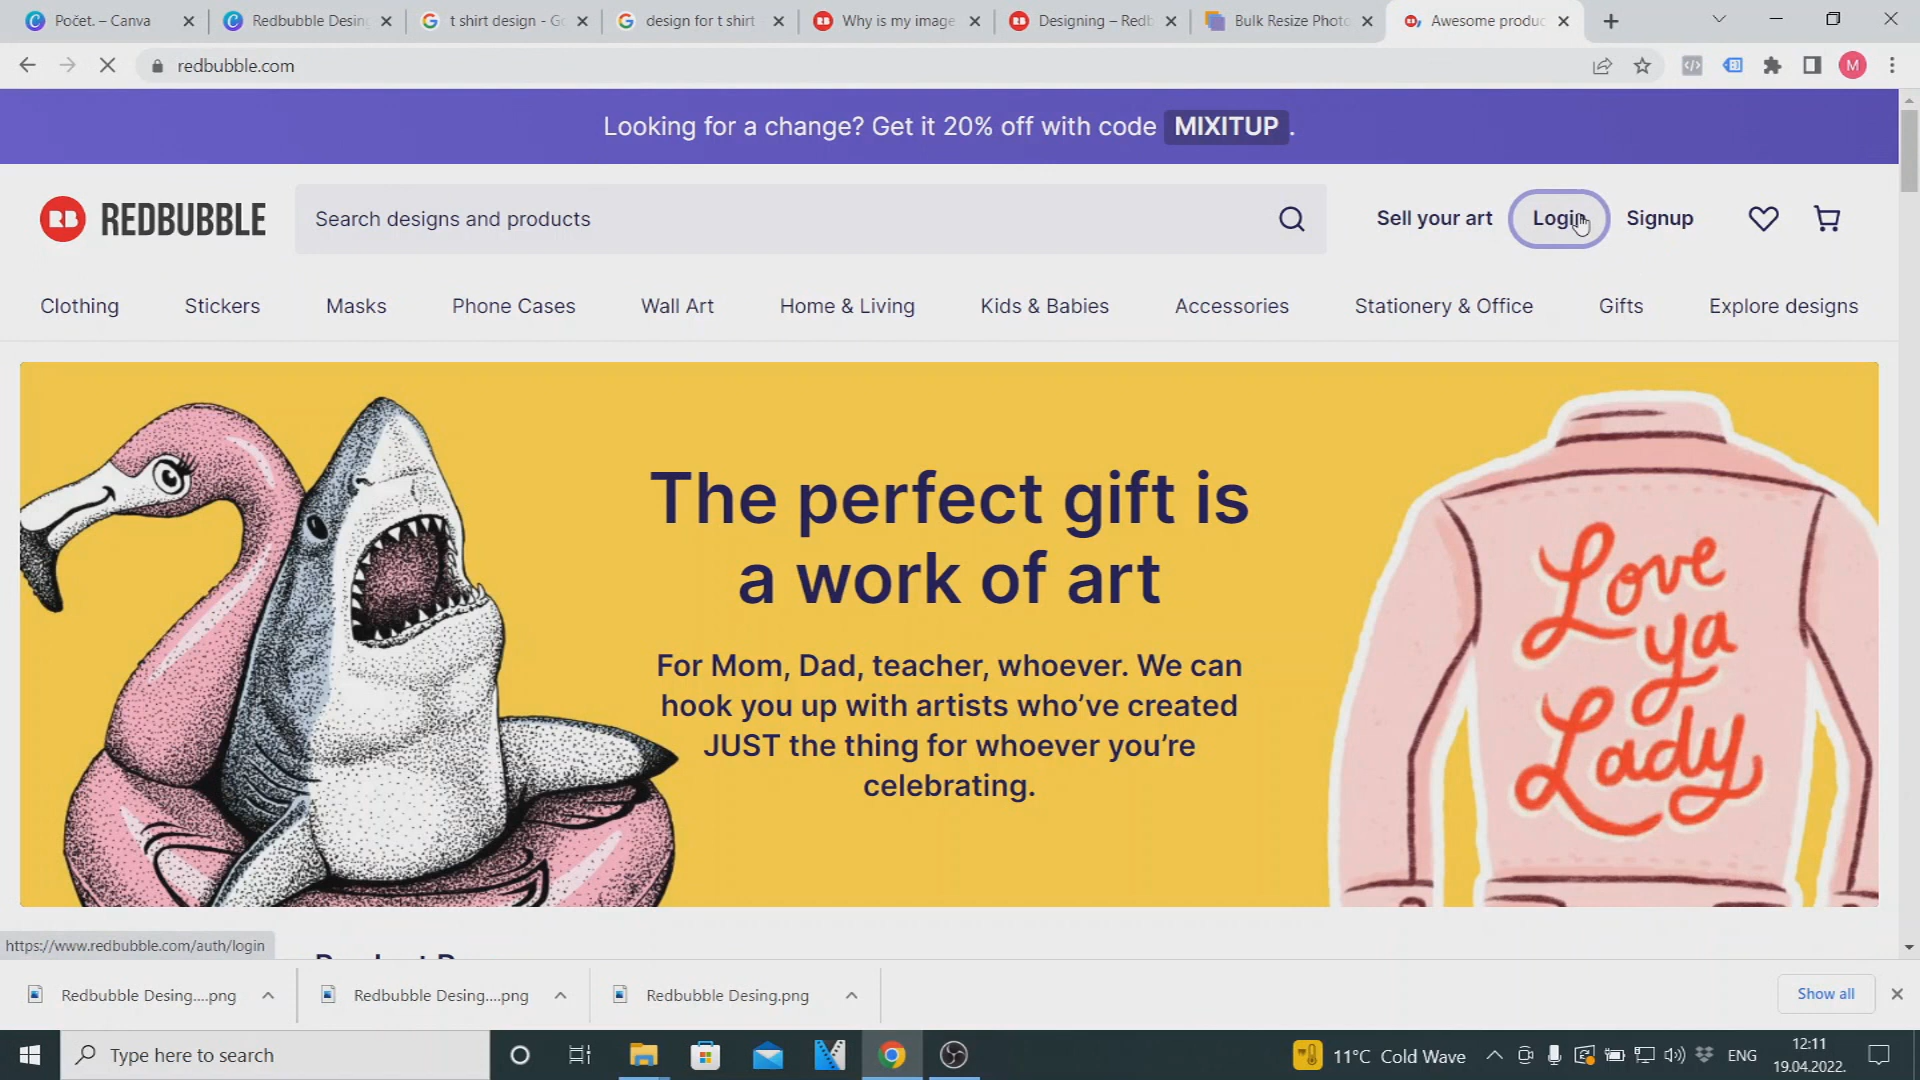 Počet. – Canva
Redbubble Desing
t shirt design - Go
design for t shirt
Why is my image
Designing – Redb
Bulk Resize Photo
Awesome produc
redbubble.com
M
Looking for a change? Get it 20% off with code MIXITUP .
RB REDBUBBLE
Search designs and products
Sell your art
Login
Signup
Clothing
Stickers
Masks
Phone Cases
Wall Art
Home & Living
Kids & Babies
Accessories
Stationery & Office
Gifts
Explore designs
The perfect gift is
a work of art
For Mom, Dad, teacher, whoever. We can
hook you up with artists who’ve created
JUST the thing for whoever you’re
celebrating.
Love
ya
Lady
https://www.redbubble.com/auth/login
Redbubble Desing....png
Redbubble Desing....png
Redbubble Desing.png
Show all
Type here to search
11°C Cold Wave
ENG
12:11
19.04.2022.